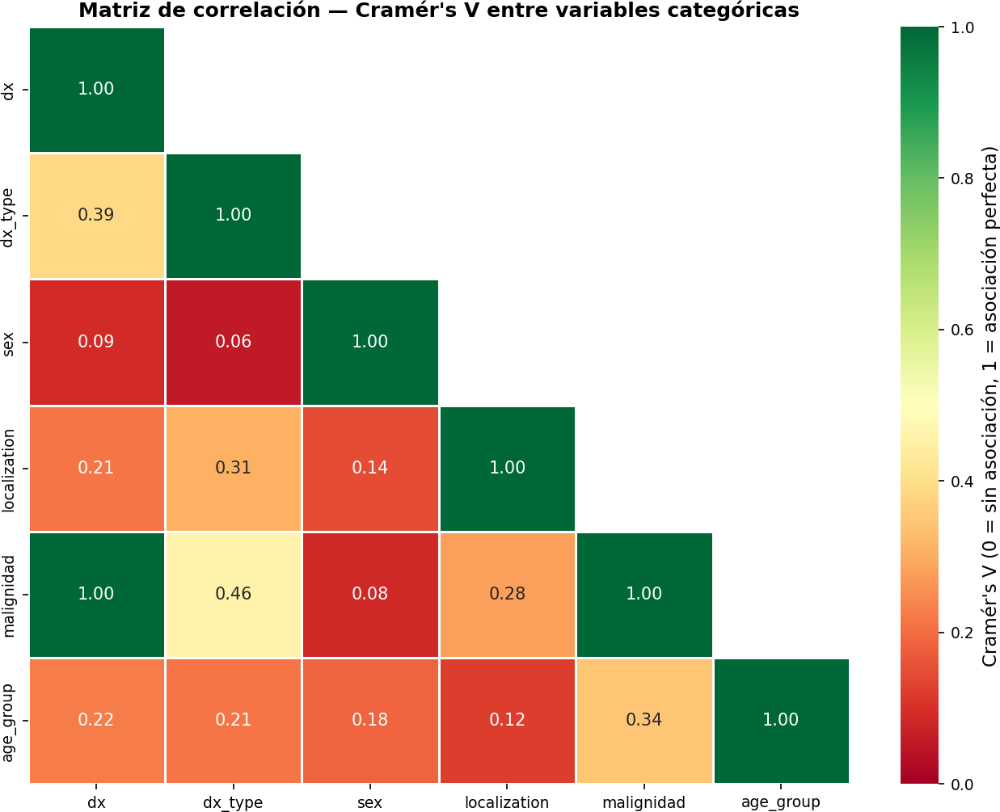 Matriz de correlación — Cramér's V entre variables categóricas
dx
1.00
dx_type
0.39 1.00
sex
0.09 0.06 1.00
localization
0.21 0.31 0.14 1.00
malignidad
1.00 0.46 0.08 0.28 1.00
age_group
0.22 0.21 0.18 0.12 0.34 1.00
dx dx_type sex localization malignidad age_group
1.0
0.8
0.6
0.4
0.2
0.0
Cramér's V (0 = sin asociación, 1 = asociación perfecta)